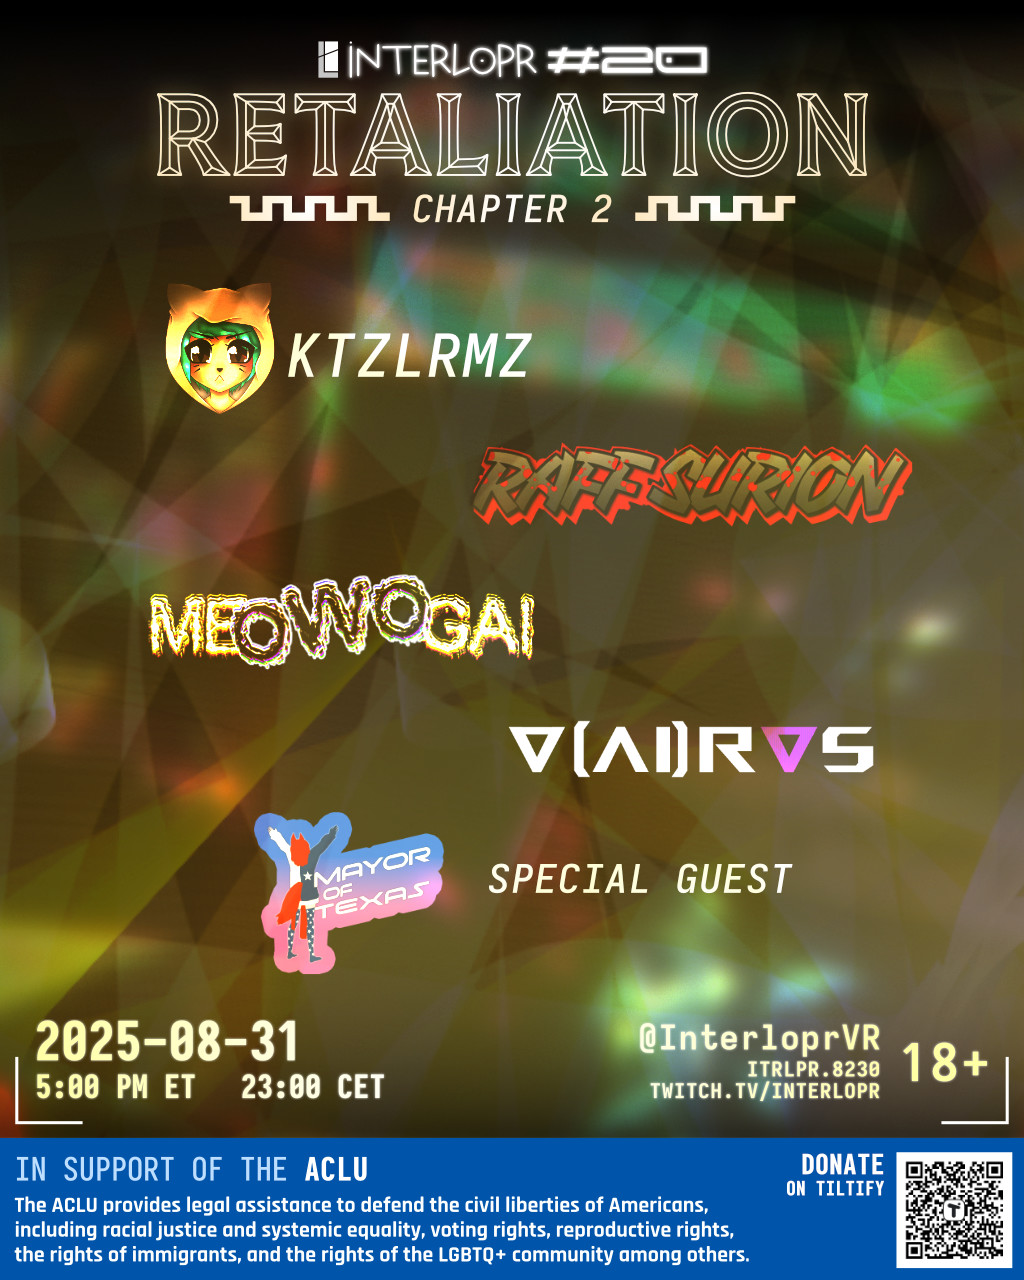 INTERLOPR #20
RETALIATION
CHAPTER 2
KTZLRMZ
RAFF SURION
MEOWOGAI
V(AI)RVS
MAYOR
OF
TEXAS
SPECIAL GUEST
2025-08-31
5:00 PM ET 23:00 CET
@InterloprVR
ITRLPR.8230
TWITCH.TV/INTERLOPR
18+
IN SUPPORT OF THE ACLU
The ACLU provides legal assistance to defend the civil liberties of Americans,
including racial justice and systemic equality, voting rights, reproductive rights,
the rights of immigrants, and the rights of the LGBTQ+ community among others.
DONATE
ON TILTIFY
T